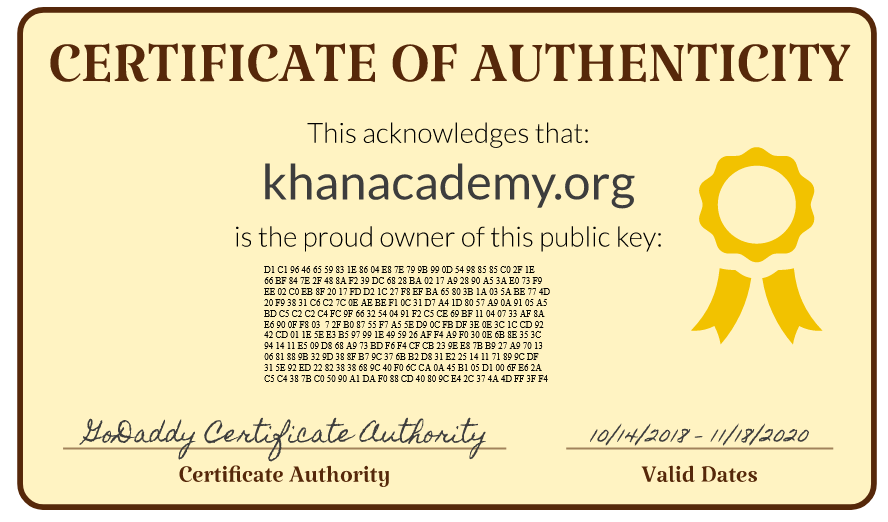 CERTIFICATE OF AUTHENTICITY
This acknowledges that:
khanacademy.org
is the proud owner of this public key:
D1 C1 96 46 65 59 83 1E 86 04 E8 7E 79 9B 99 0D 54 98 85 85 C0 2F 1E
66 BF 84 7E 2F 48 8A F2 39 DC 68 28 BA 02 17 A9 28 90 A5 3A E0 73 F9
EE 02 C0 EB 8F 20 17 FD D2 1C 27 F8 EF BA 65 80 3B 1A 03 5A BE 77 4D
20 F9 38 31 C6 C2 7C 0E AE BE F1 0C 31 D7 A4 1D 80 57 A9 0A 91 05 A5
BD C5 C2 C2 C4 FC 9F 66 32 54 04 91 F2 C5 CE 69 BF 11 04 07 33 AF 8A
E6 90 0F F8 03 7 2F B0 87 55 F7 A5 5E D9 0C FB DF 3E 0E 3C 1C CD 92
42 CD 01 1E 5E E3 B5 97 99 1E 49 59 26 AF F4 A9 F0 30 0E 6B 8E 35 3C
94 14 11 E5 09 D8 68 A9 73 BD F6 F4 CF CB 23 9E E8 7B B9 27 A9 70 13
06 81 88 9B 32 9D 38 8F B7 9C 37 6B B2 D8 31 E2 25 14 11 71 89 9C DF
31 5E 92 ED 22 82 38 38 68 9C 40 F0 6C CA 0A 45 B1 05 D1 00 6F E6 2A
C5 C4 38 7B C0 50 90 A1 DA F0 88 CD 40 80 9C E4 2C 37 4A 4D FF 3F F4
GoDaddy Certificate Authority
10/14/2018 - 11/18/2020
Certificate Authority
Valid Dates